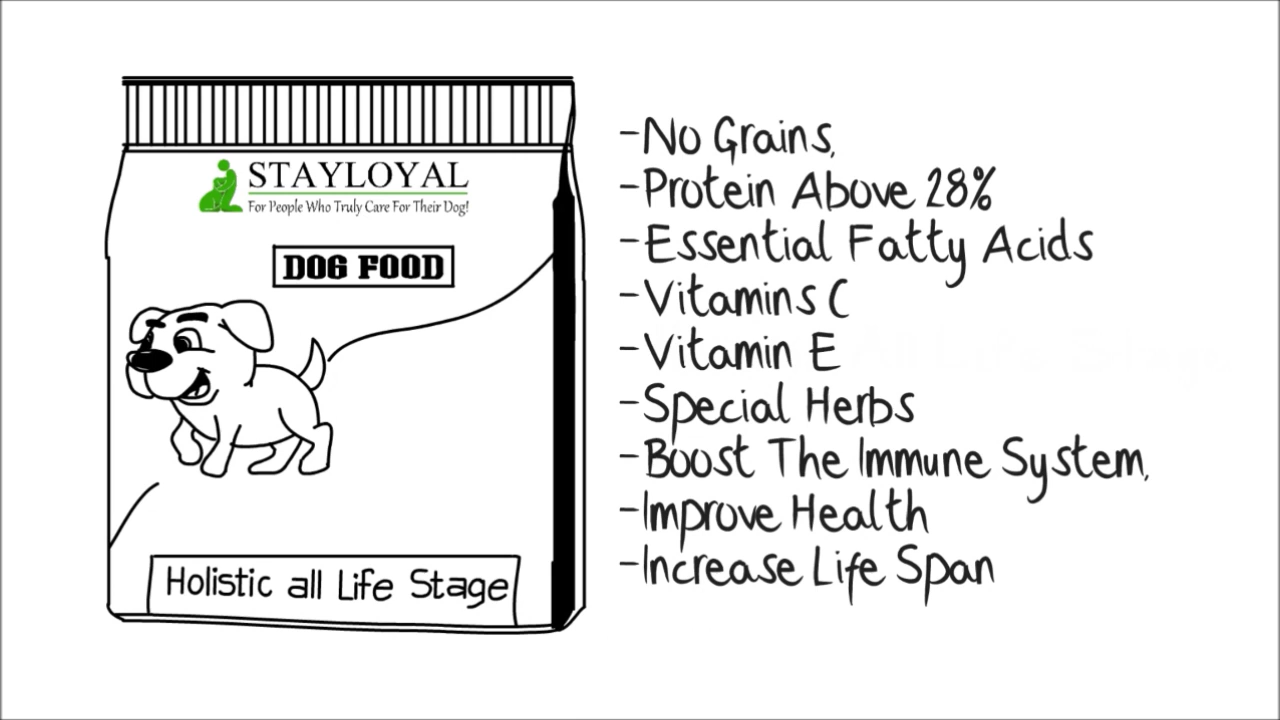 STAYLOYAL
For People Who Truly Care For Their Dog!
DOG FOOD
Holistic all Life Stage
-No Grains,
-Protein Above 28%
-Essential Fatty Acids
-Vitamins C
-Vitamin E
-Special Herbs
-Boost The Immune System,
-Improve Health
-Increase Life Span